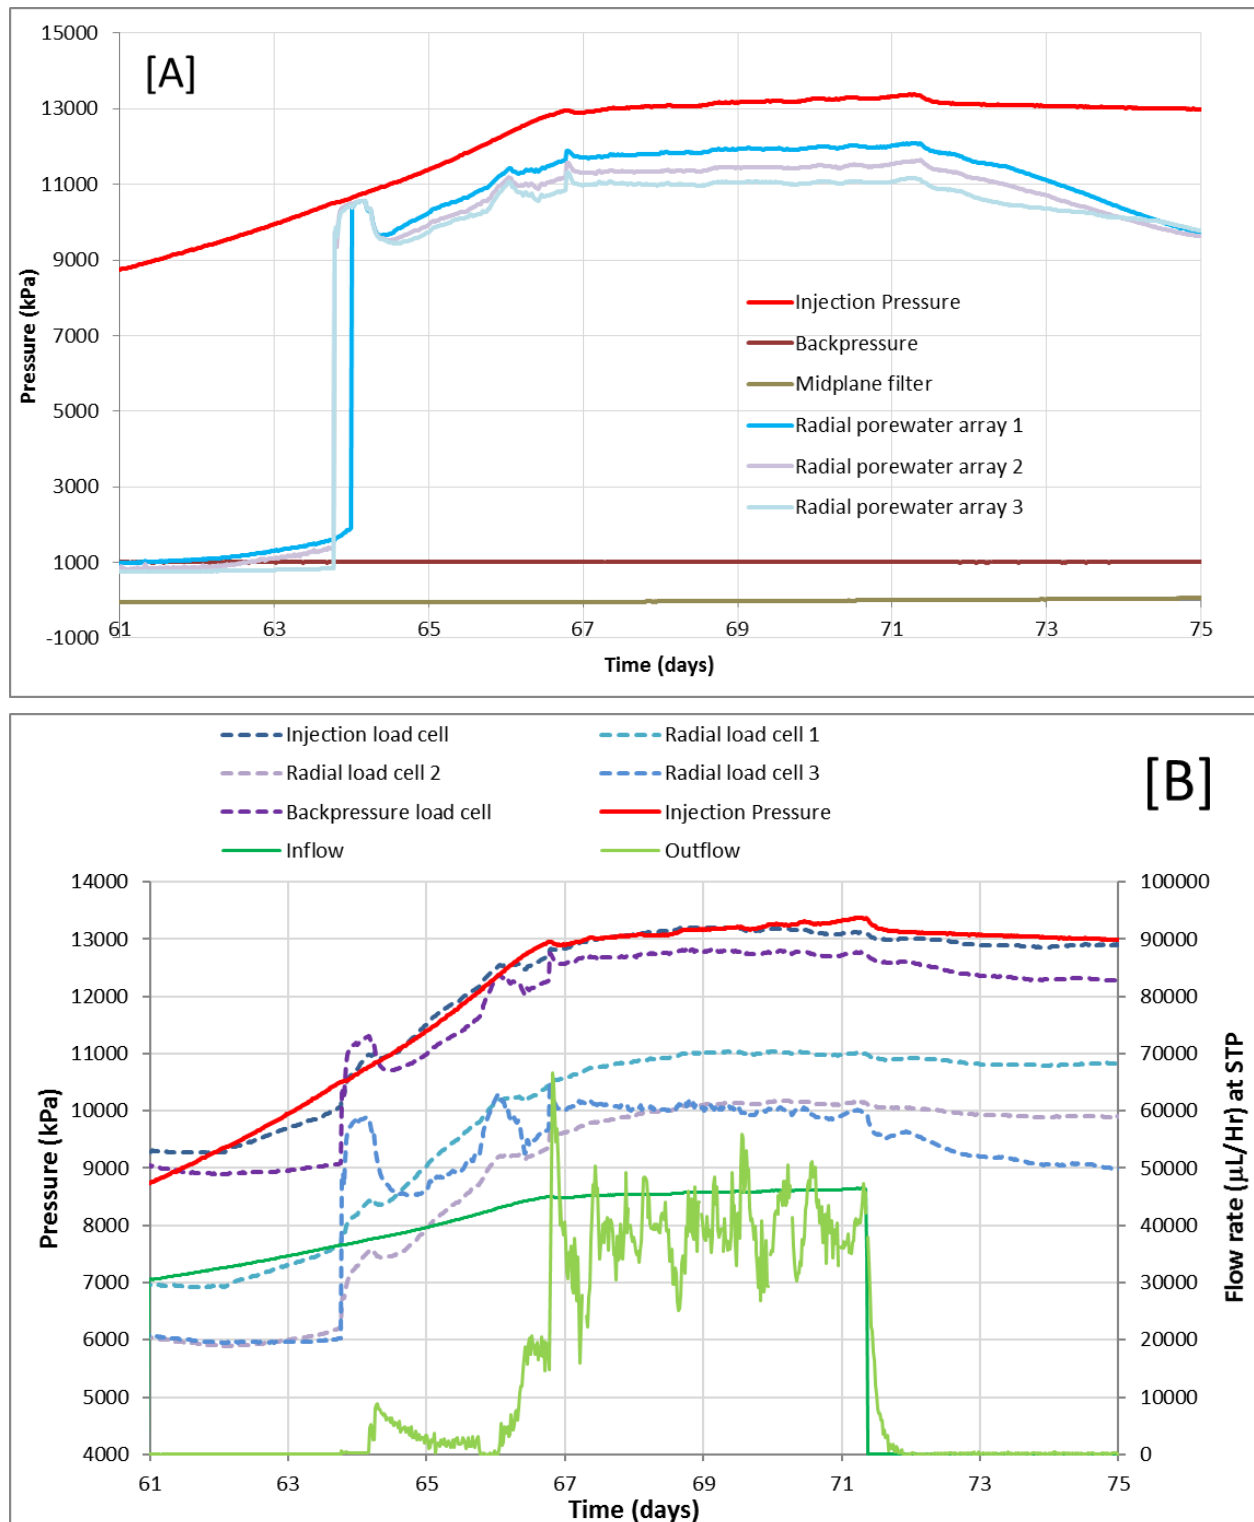 [A]
15000
13000
11000
9000
7000
5000
3000
1000
-1000
Pressure (kPa)
61 63 65 67 69 71 73 75
Time (days)
Injection Pressure
Backpressure
Midplane filter
Radial porewater array 1
Radial porewater array 2
Radial porewater array 3
Injection load cell
Radial load cell 1
Radial load cell 2
Radial load cell 3
Backpressure load cell
Injection Pressure
Inflow
Outflow
[B]
14000
13000
12000
11000
10000
9000
8000
7000
6000
5000
4000
Pressure (kPa)
100000
90000
80000
70000
60000
50000
40000
30000
20000
10000
0
Flow rate (µL/Hr) at STP
61 63 65 67 69 71 73 75
Time (days)